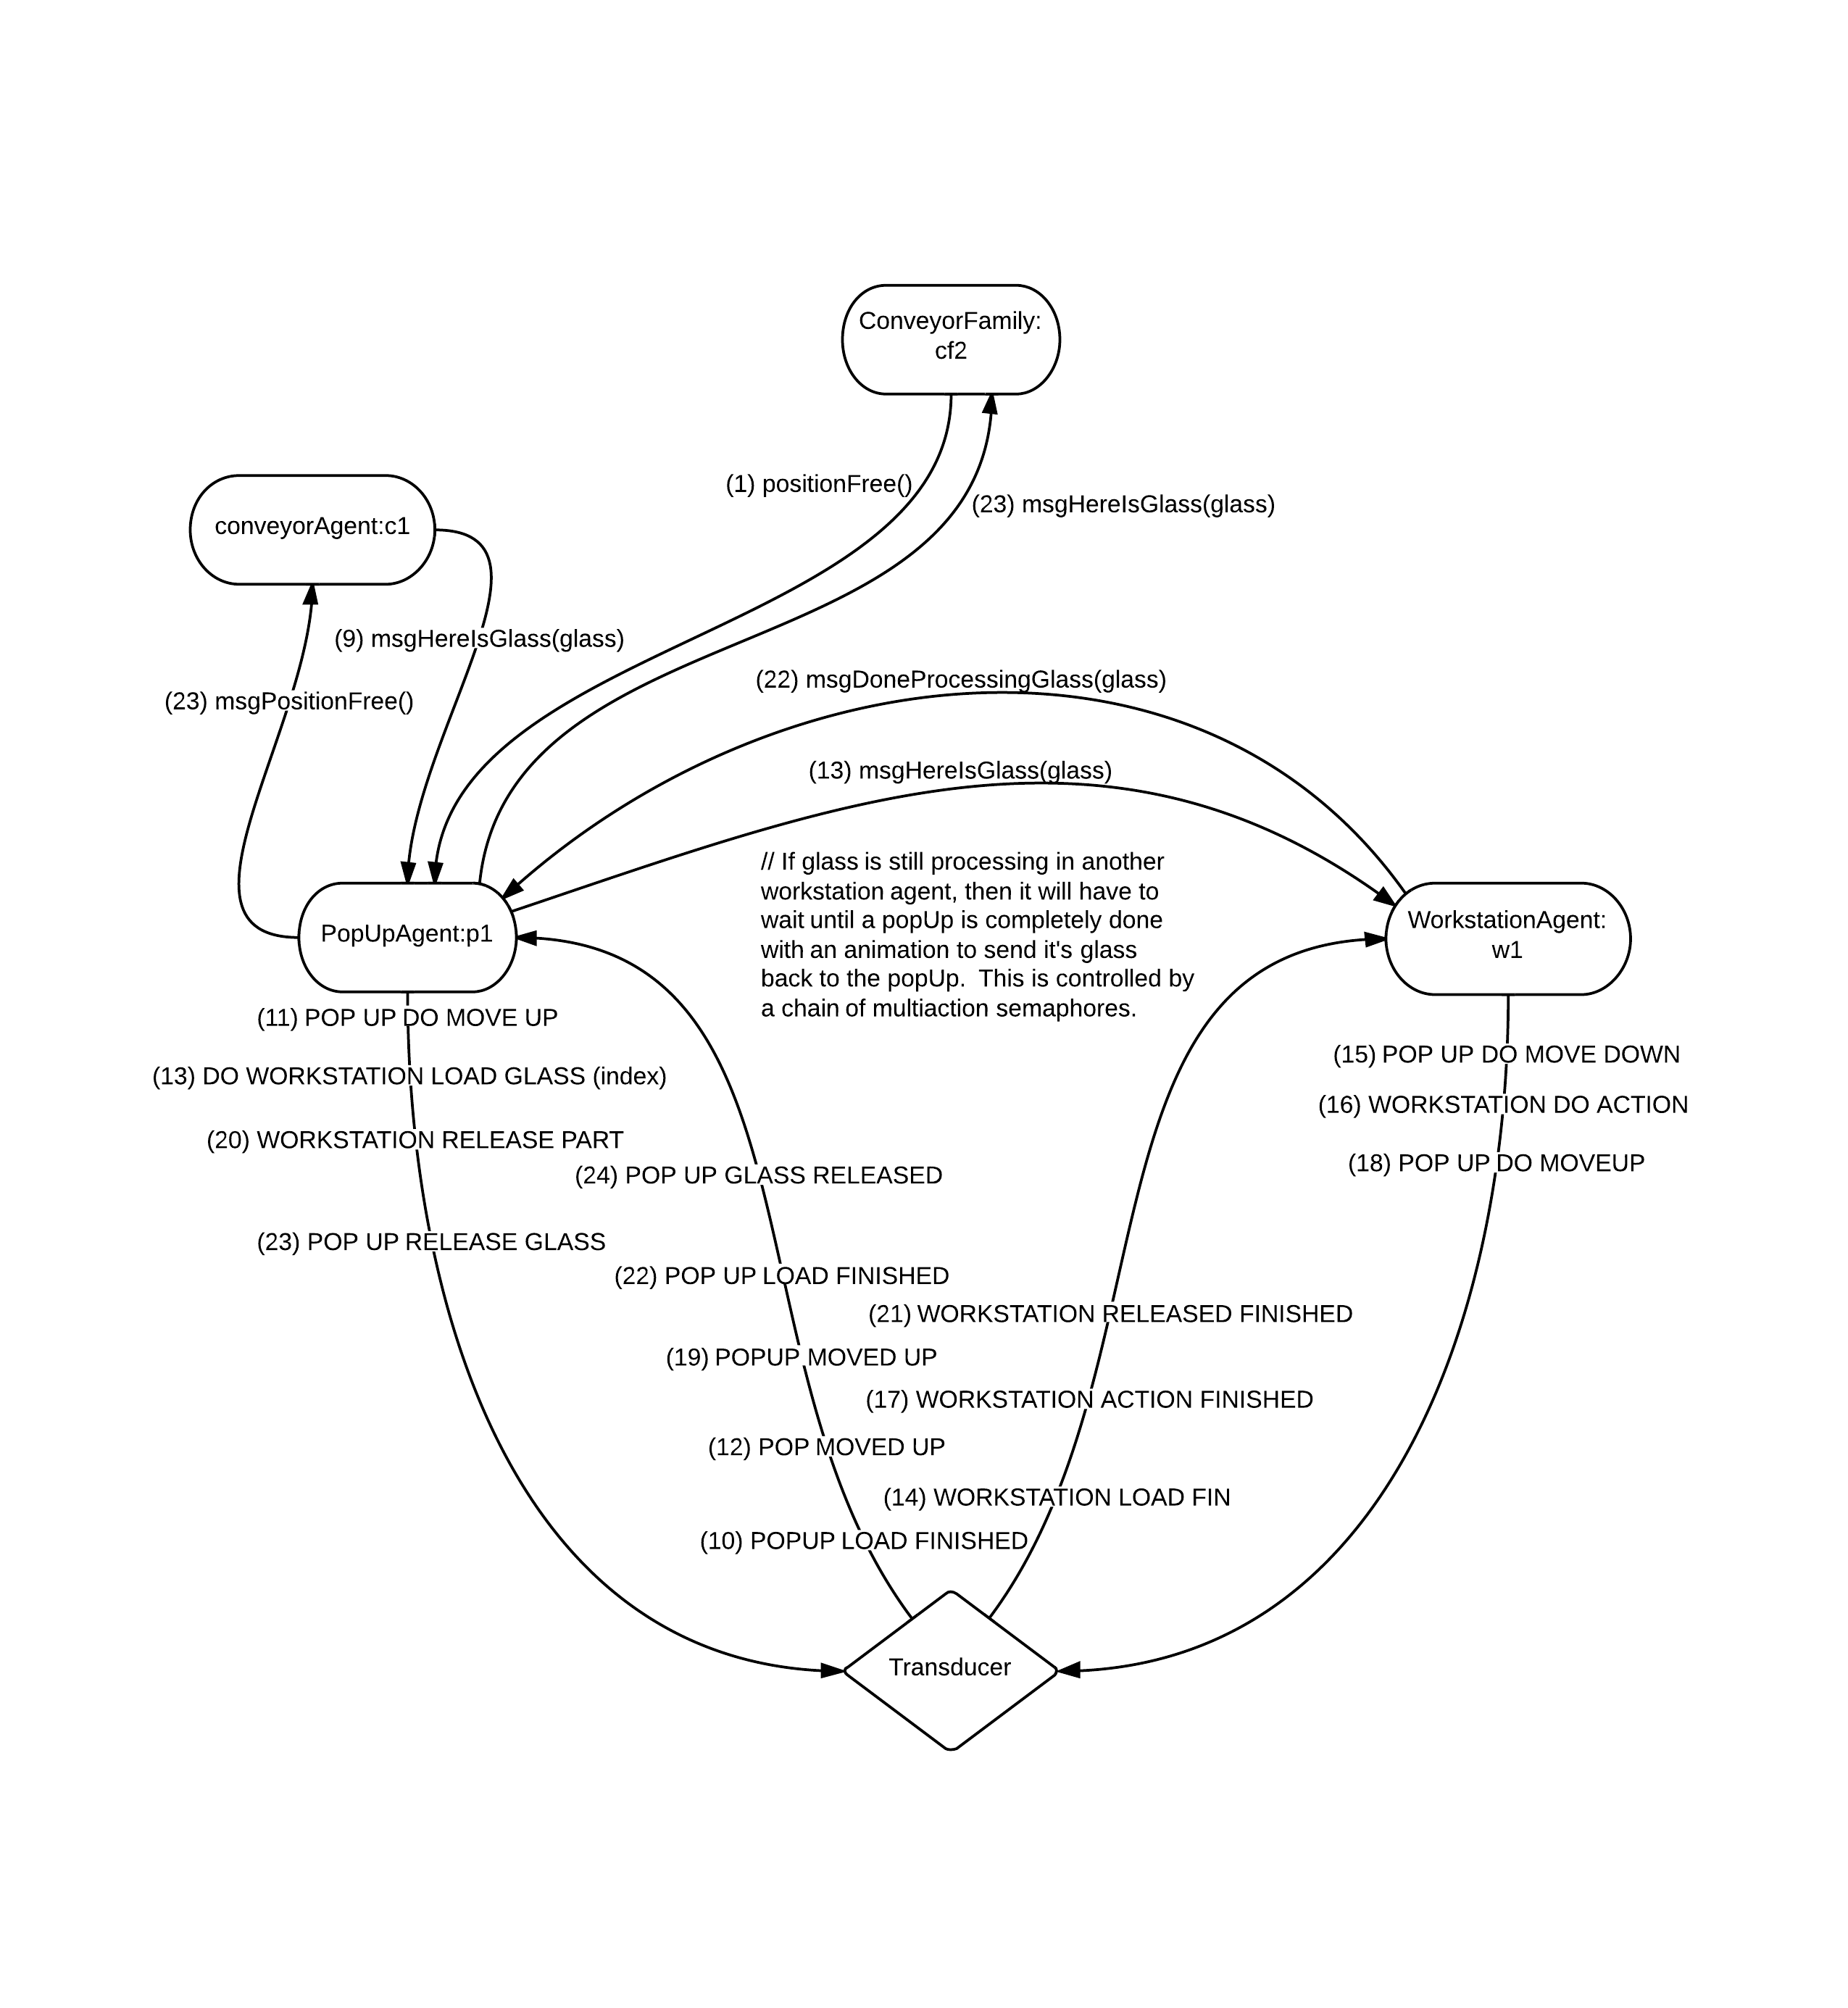 ConveyorFamily:
cf2
(1) positionFree()
(23) msgHereIsGlass(glass)
conveyorAgent:c1
(9) msgHereIsGlass(glass)
(23) msgPositionFree()
(22) msgDoneProcessingGlass(glass)
(13) msgHereIsGlass(glass)
// If glass is still processing in another
workstation agent, then it will have to
wait until a popUp is completely done
with an animation to send it's glass
back to the popUp.  This is controlled by
a chain of multiaction semaphores.
PopUpAgent:p1
WorkstationAgent:
w1
(11) POP UP DO MOVE UP
(13) DO WORKSTATION LOAD GLASS (index)
(20) WORKSTATION RELEASE PART
(23) POP UP RELEASE GLASS
(24) POP UP GLASS RELEASED
(22) POP UP LOAD FINISHED
(19) POPUP MOVED UP
(12) POP MOVED UP
(10) POPUP LOAD FINISHED
(21) WORKSTATION RELEASED FINISHED
(17) WORKSTATION ACTION FINISHED
(14) WORKSTATION LOAD FIN
(15) POP UP DO MOVE DOWN
(16) WORKSTATION DO ACTION
(18) POP UP DO MOVEUP
Transducer